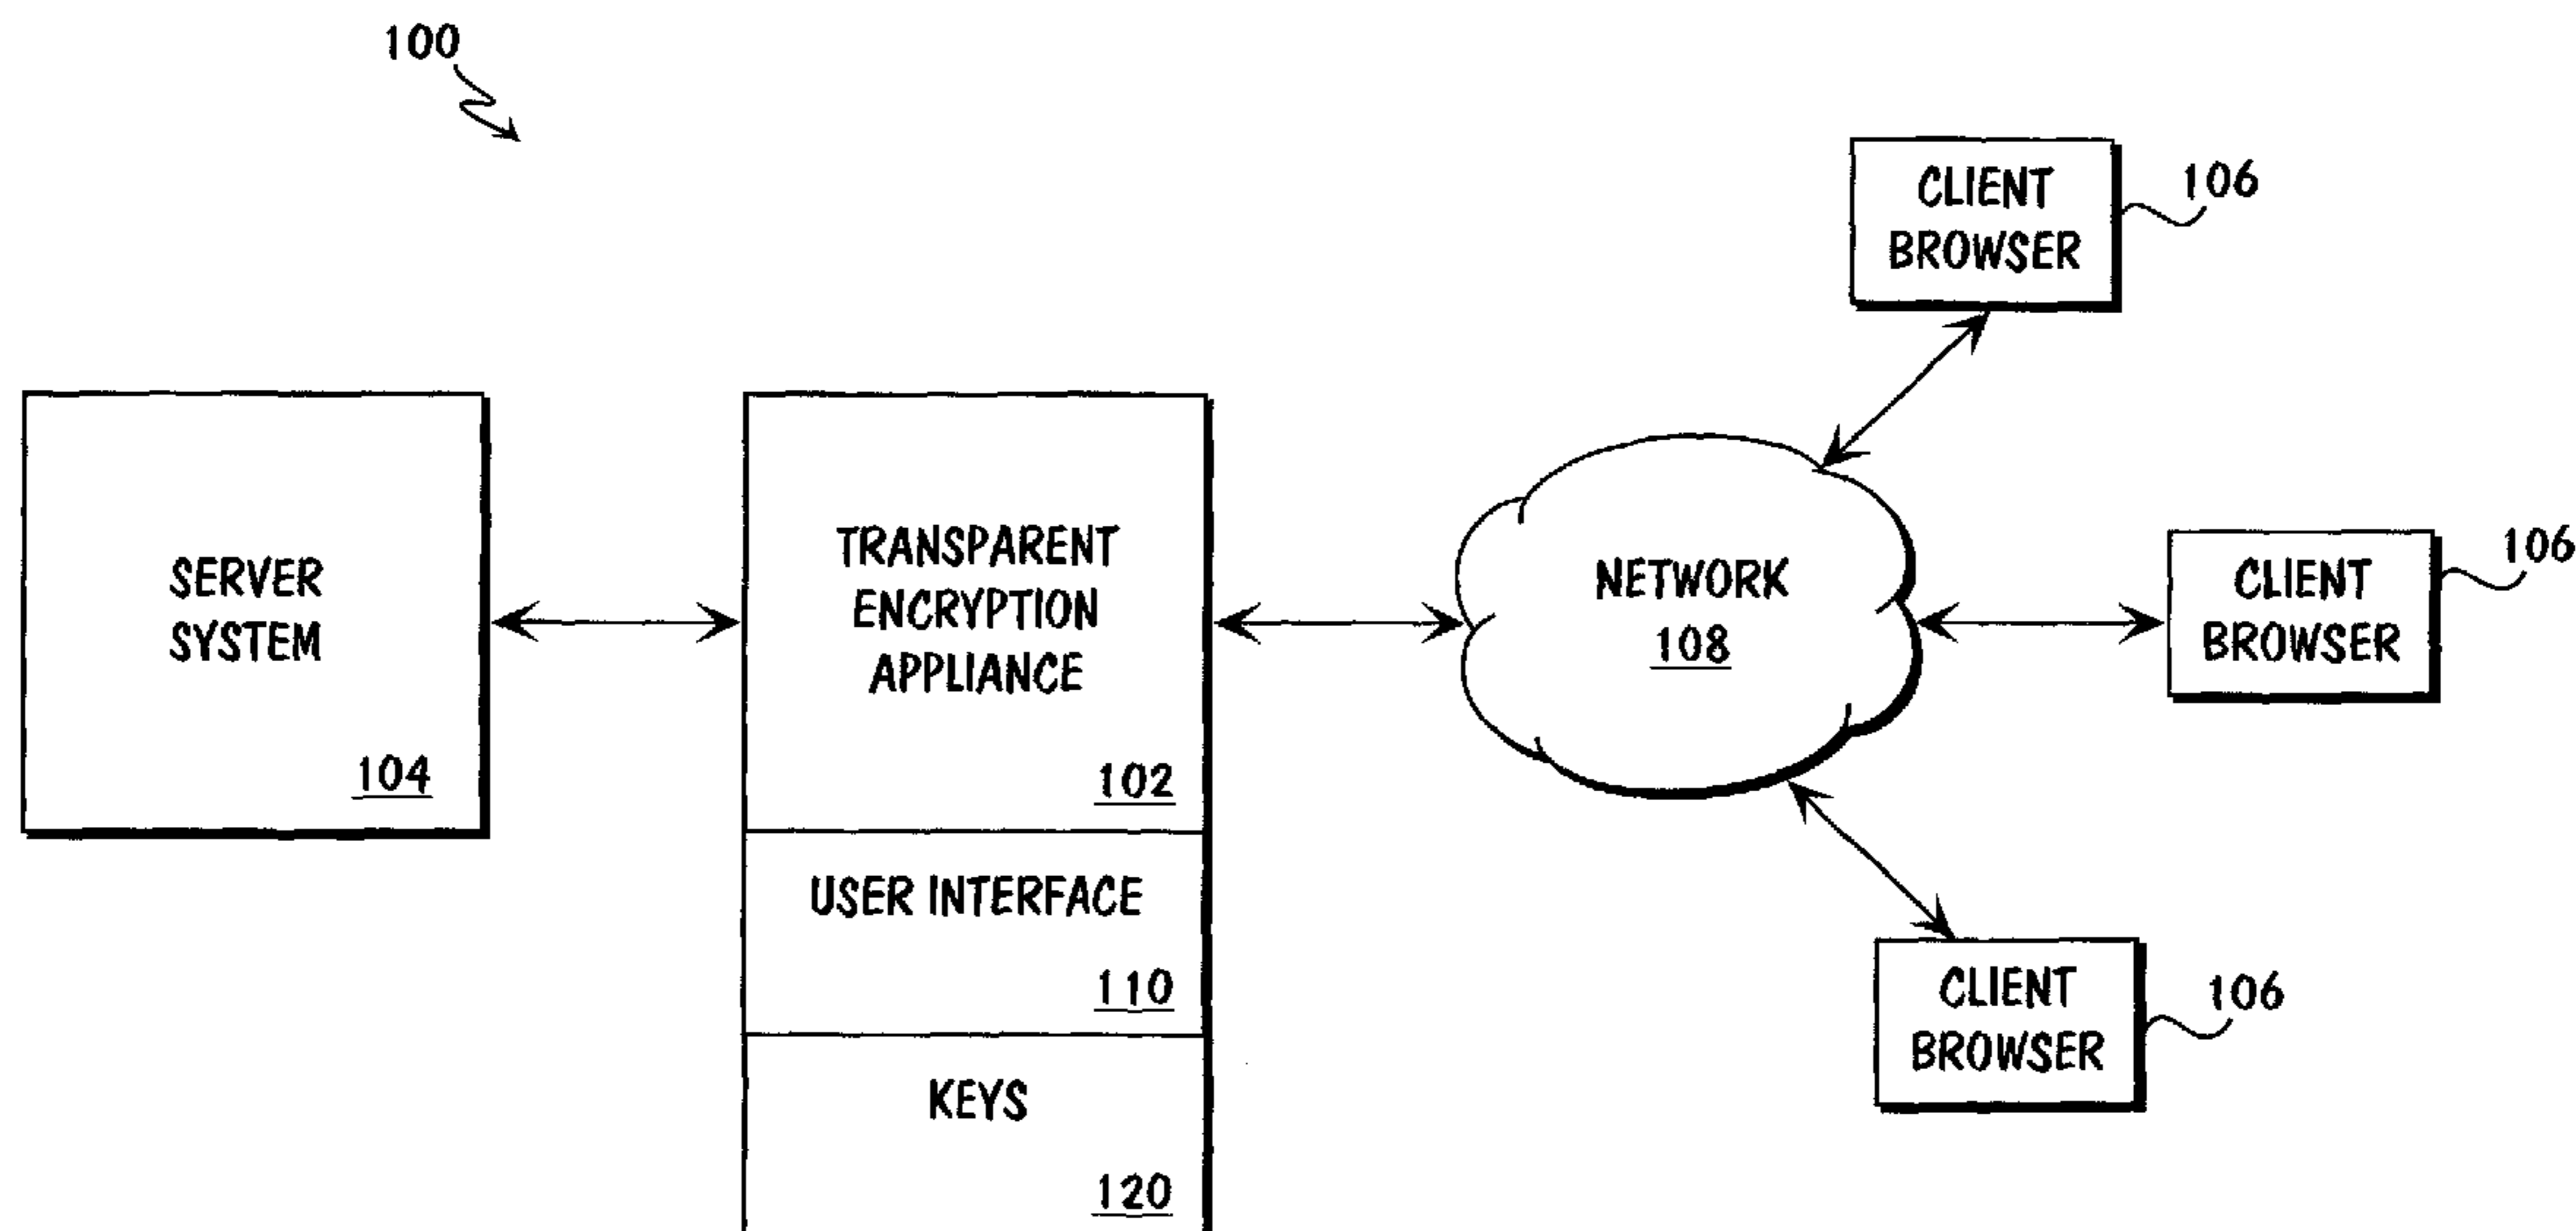 100
CLIENT
BROWSER
106
SERVER
SYSTEM
104
TRANSPARENT
ENCRYPTION
APPLIANCE
102
USER INTERFACE
110
KEYS
120
NETWORK
108
CLIENT
BROWSER
106
CLIENT
BROWSER
106